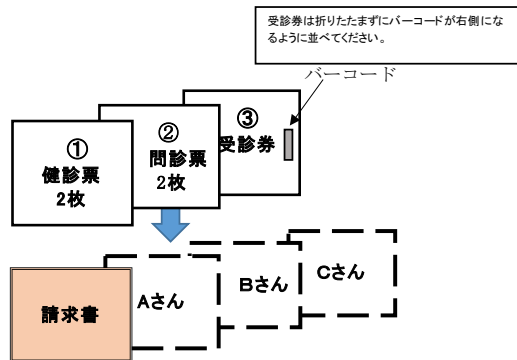 受診券は折りたたまずにバーコードが右側にな
るように並べてください。
バーコード
①
健診票
2枚
②
問診票
2枚
③
受診券
請求書
Aさん
Bさん
Cさん